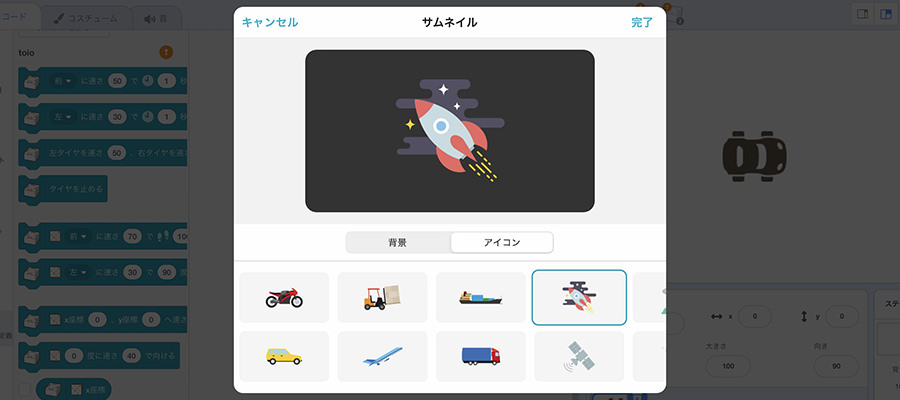 キャンセル
サムネイル
完了
背景
アイコン
コード
コスチューム
音
toio
前 に速さ 50 で 1 秒
左 に速さ 30 で 1 秒
左タイヤを速さ 50 、右タイヤを速さ
タイヤを止める
前 に速さ 70 で 100
左 に速さ 30 で 90 度
x座標 0 、y座標 0 へ速さ
0 度に速さ 40 で向ける
x座標
x 0
y 0
大きさ
向き
100
90
ステ
背